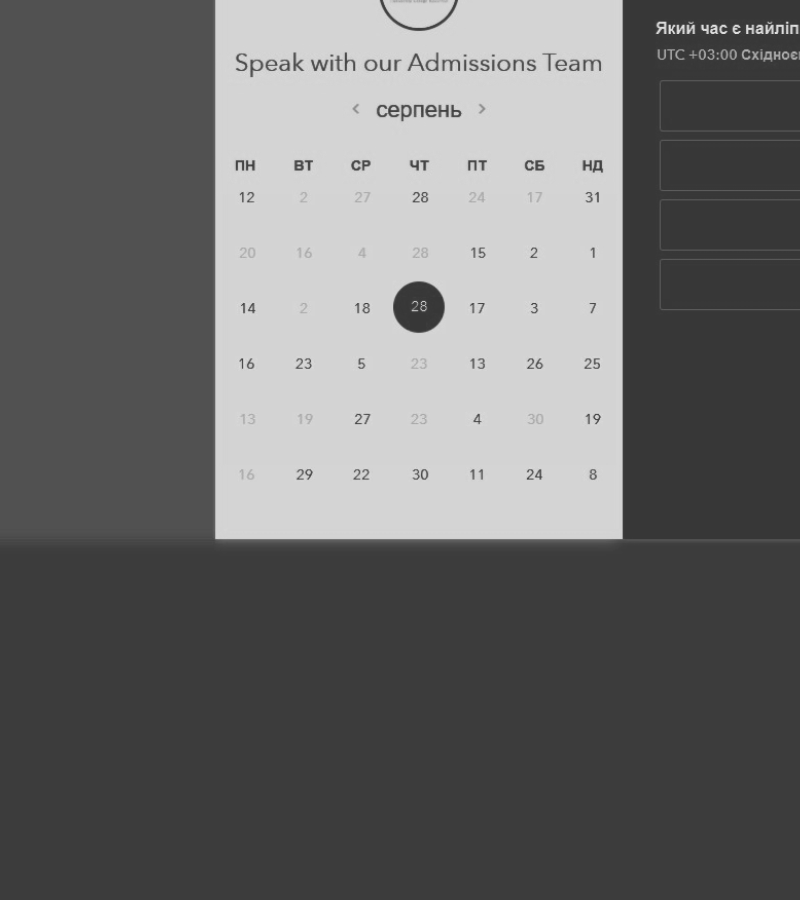 Speak with our Admissions Team
< серпень >
ПН ВТ СР ЧТ ПТ СБ НД
12 2 27 28 24 17 31
20 16 4 28 15 2 1
14 2 18 28 17 3 7
16 23 5 23 13 26 25
13 19 27 23 4 30 19
16 29 22 30 11 24 8
Який час є найліп
UTC +03:00 Східноє